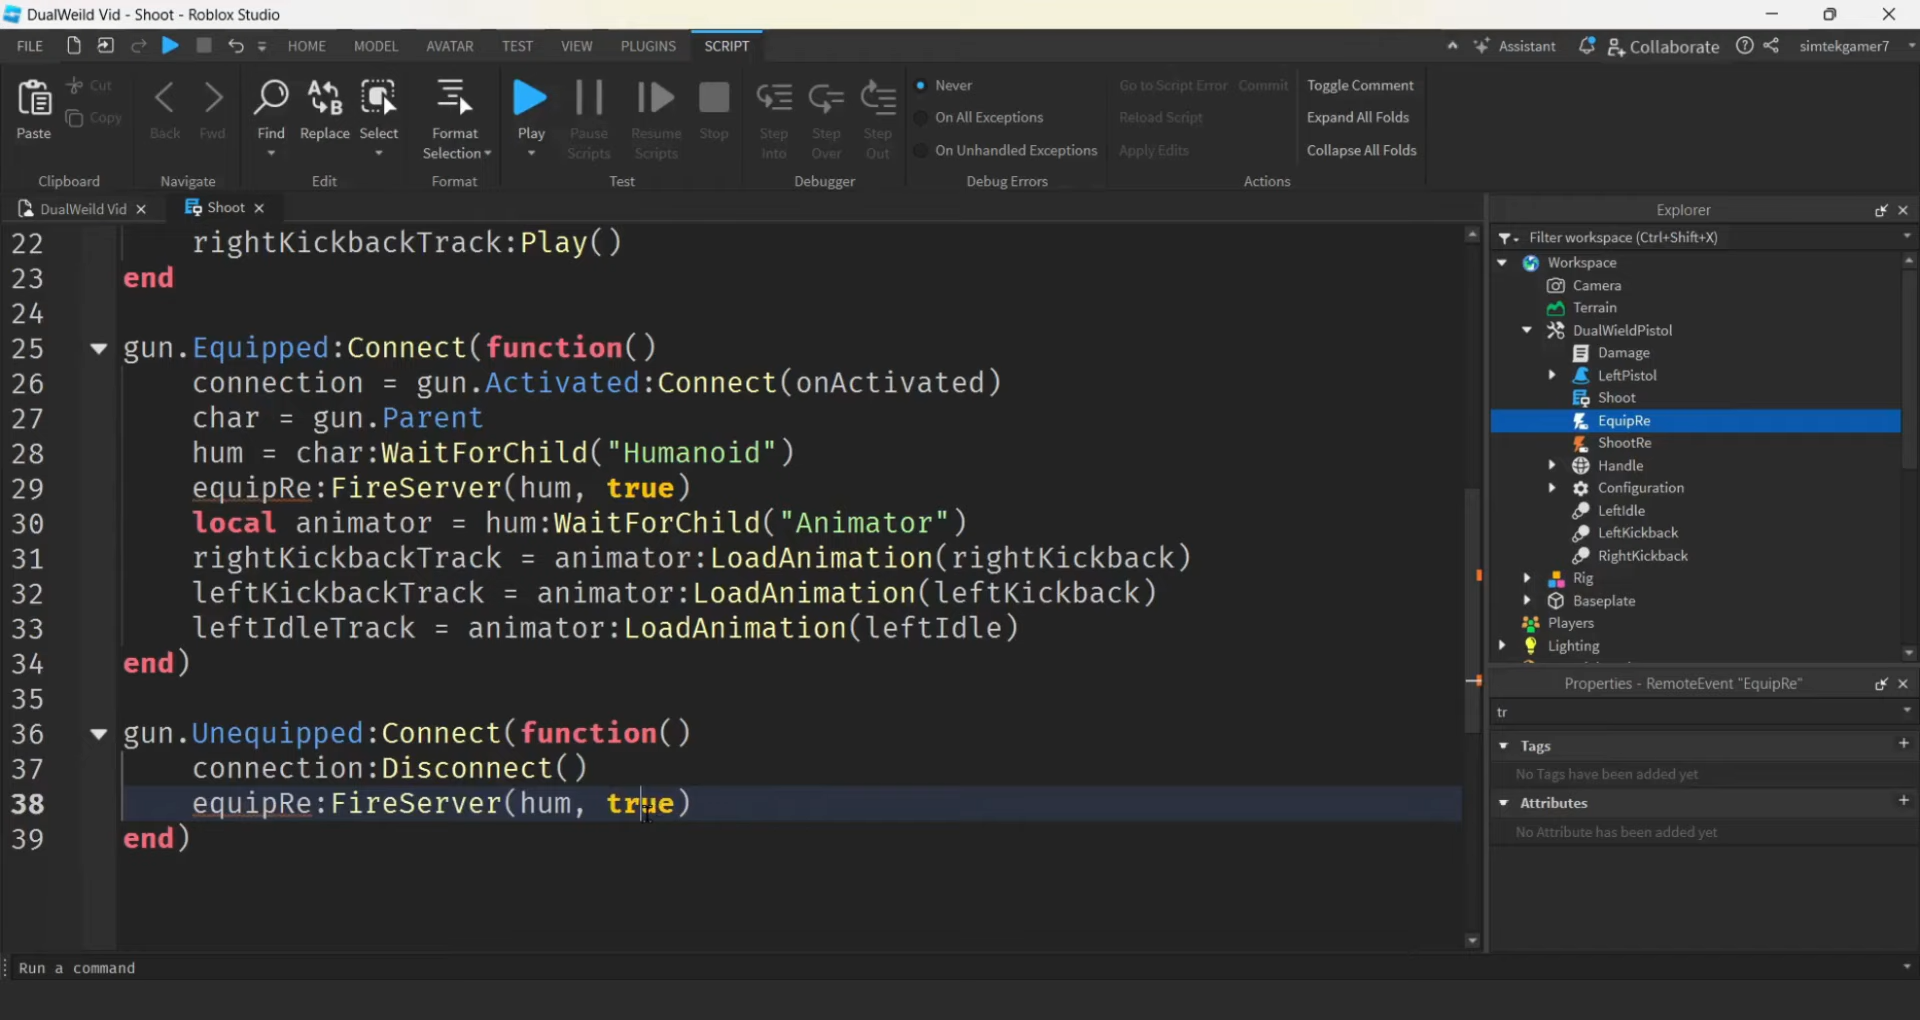 DualWeild Vid - Shoot - Roblox Studio
FILE HOME MODEL AVATAR TEST VIEW PLUGINS SCRIPT Assistant Collaborate simtekgamer7
Paste Cut Copy
Back Fwd
Find Replace Select
Format Selection
Play Pause Scripts Resume Scripts Stop
Step Into Step Over Step Out
Never
On All Exceptions
On Unhandled Exceptions
Go to Script Error Commit
Reload Script
Apply Edits
Toggle Comment
Expand All Folds
Collapse All Folds
Clipboard Navigate Edit Format Test Debugger Debug Errors Actions
DualWeild Vid Shoot
22 rightKickbackTrack:Play()
23 end
24
25 gun.Equipped:Connect(function()
26 connection = gun.Activated:Connect(onActivated)
27 char = gun.Parent
28 hum = char:WaitForChild("Humanoid")
29 equipRe:FireServer(hum, true)
30 local animator = hum:WaitForChild("Animator")
31 rightKickbackTrack = animator:LoadAnimation(rightKickback)
32 leftKickbackTrack = animator:LoadAnimation(leftKickback)
33 leftIdleTrack = animator:LoadAnimation(leftIdle)
34 end)
35
36 gun.Unequipped:Connect(function()
37 connection:Disconnect()
38 equipRe:FireServer(hum, true)
39 end)
Run a command
Explorer
Filter workspace (Ctrl+Shift+X)
Workspace
Camera
Terrain
DualWieldPistol
Damage
LeftPistol
Shoot
EquipRe
ShootRe
Handle
Configuration
LeftIdle
LeftKickback
RightKickback
Rig
Baseplate
Players
Lighting
Properties - RemoteEvent "EquipRe"
tr
Tags
No Tags have been added yet
Attributes
No Attribute has been added yet